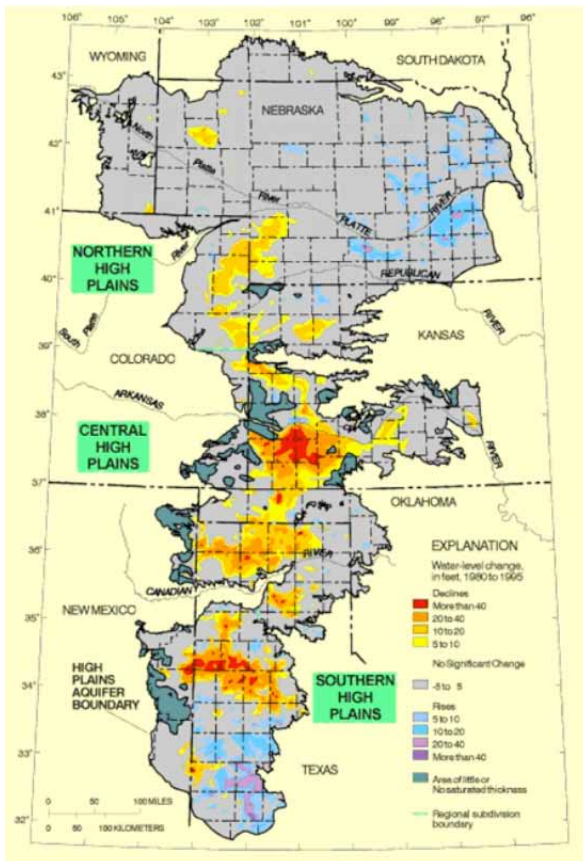 106°
105°
104°
103°
102°
101°
100°
99°
98°
97°
96°
WYOMING
SOUTH DAKOTA
43°
NEBRASKA
42°
North
Platte
River
PLATTE
RIVER
41°
NORTHERN
HIGH
PLAINS
River
REPUBLICAN
40°
South
Platte
RIVER
KANSAS
39°
COLORADO
ARKANSAS
38°
CENTRAL
HIGH
PLAINS
RIVER
37°
OKLAHOMA
EXPLANATION
36°
RIVER
Water-level change,
in feet, 1980 to 1995
CANADIAN
Declines
More than 40
20 to 40
10 to 20
5 to 10
35°
NEW MEXICO
No Significant Change
-5 to 5
HIGH
PLAINS
AQUIFER
BOUNDARY
34°
SOUTHERN
HIGH
PLAINS
Rises
5 to 10
10 to 20
20 to 40
More than 40
33°
TEXAS
Area of little or
No saturated thickness
0 50 100 MILES
0 50 100 KILOMETERS
Regional subdivision
boundary
32°